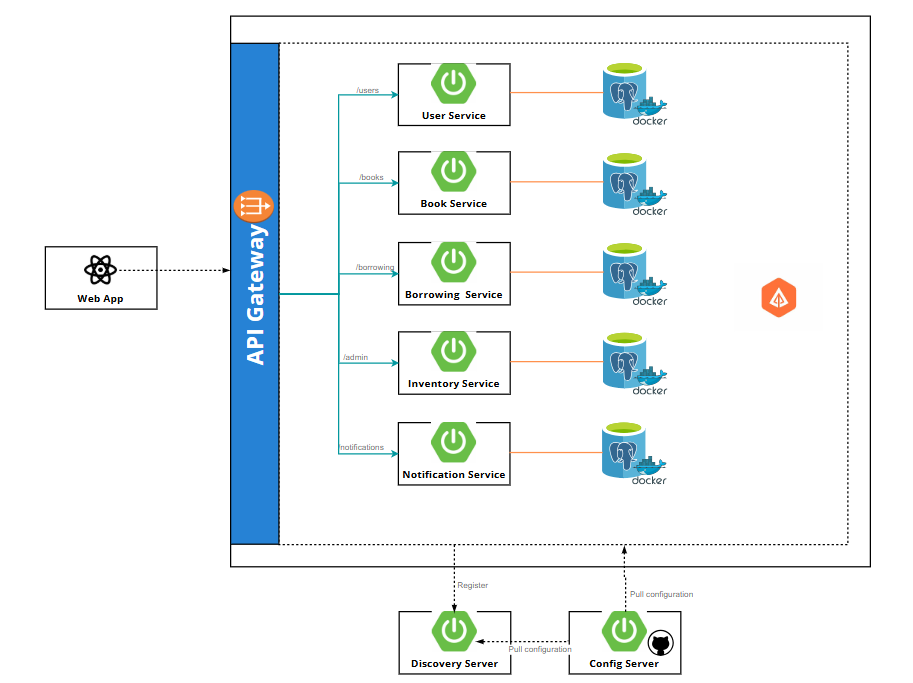 /users
User Service
docker
/books
Book Service
docker
API Gateway
Web App
/borrowing
Borrowing Service
docker
/admin
Inventory Service
docker
/notifications
Notification Service
docker
Register
Pull configuration
Pull configuration
Discovery Server
Config Server